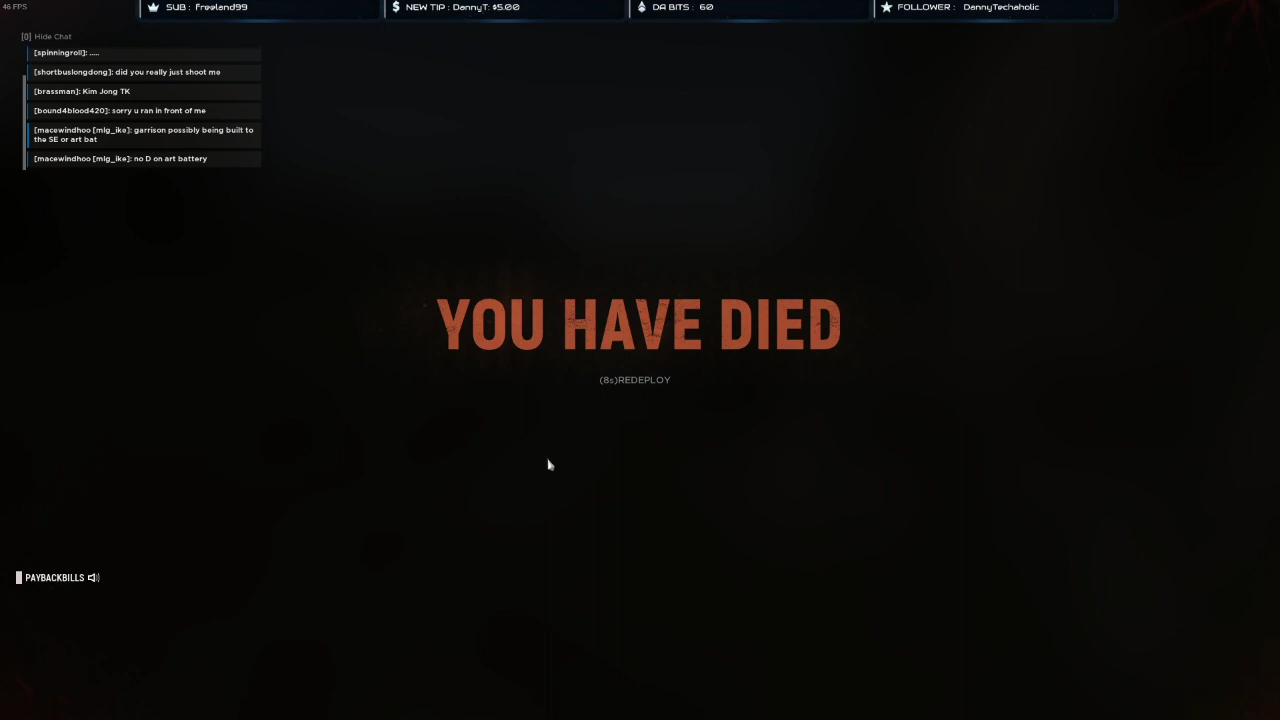 46 FPS
SUB : Freeland99
$ NEW TIP : DannyT: $5.00
DA BITS : 60
FOLLOWER : DannyTechaholic
[0] Hide Chat
[spinningroll]: .....
[shortbuslongdong]: did you really just shoot me
[brassman]: Kim Jong TK
[bound4blood420]: sorry u ran in front of me
[macewindhoo [mlg_ike]: garrison possibly being built to
the SE or art bat
[macewindhoo [mlg_ike]: no D on art battery
YOU HAVE DIED
(8s)REDEPLOY
PAYBACKBILLS